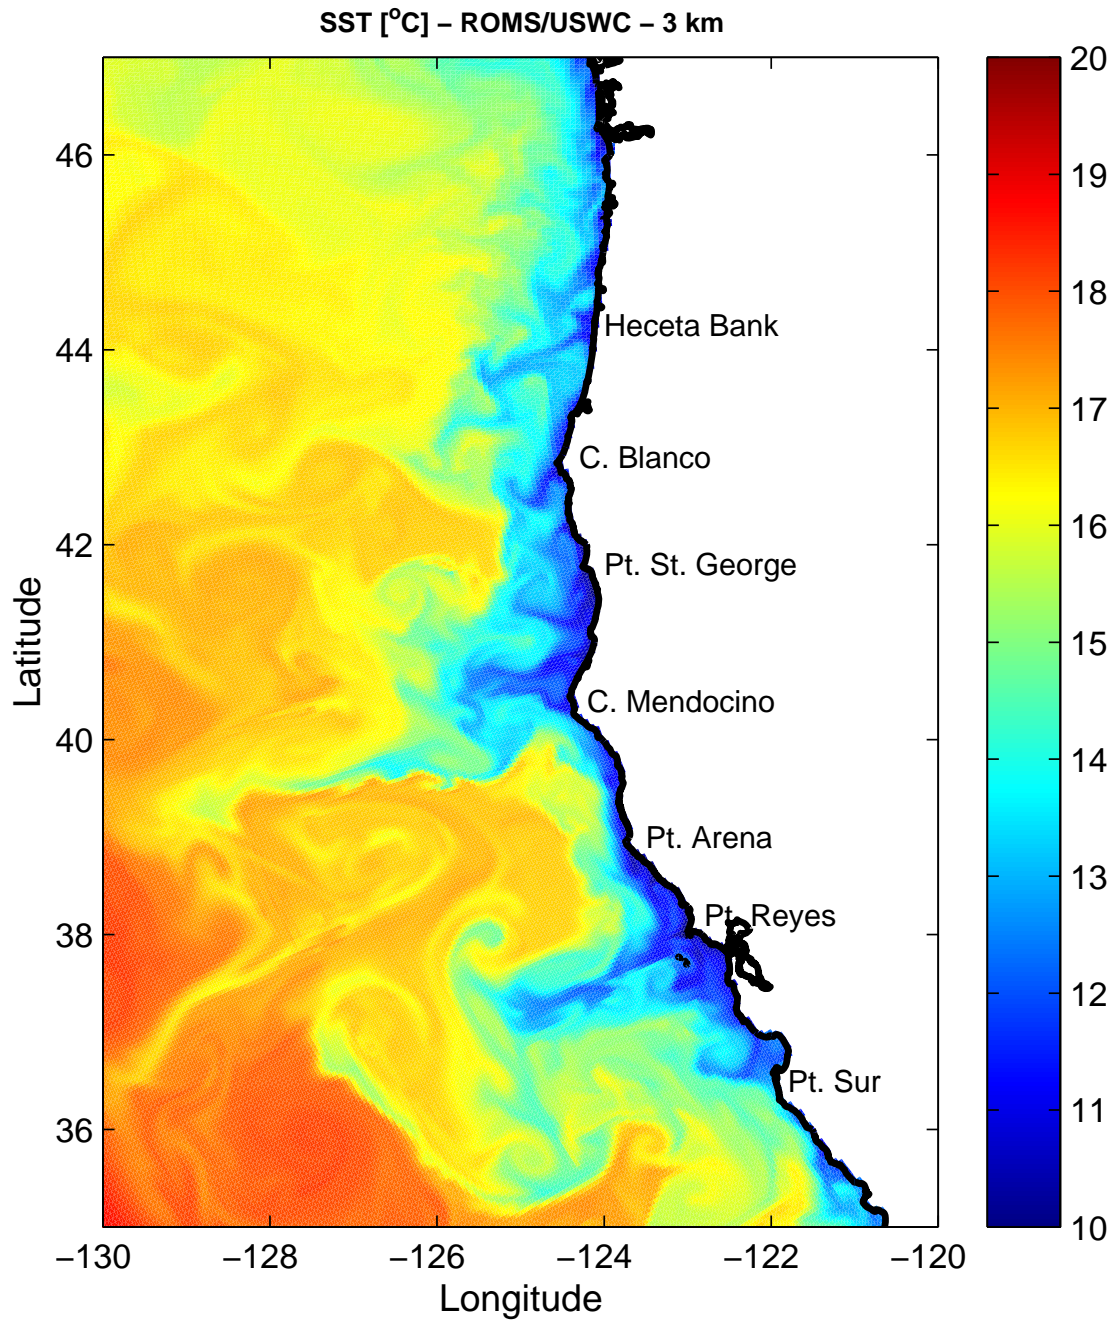 SST [°C] – ROMS/USWC – 3 km
20
19
18
17
16
15
14
13
12
11
10
46
44
42
40
38
36
Latitude
Heceta Bank
C. Blanco
Pt. St. George
C. Mendocino
Pt. Arena
Pt. Reyes
Pt. Sur
−130
−128
−126
−124
−122
−120
Longitude